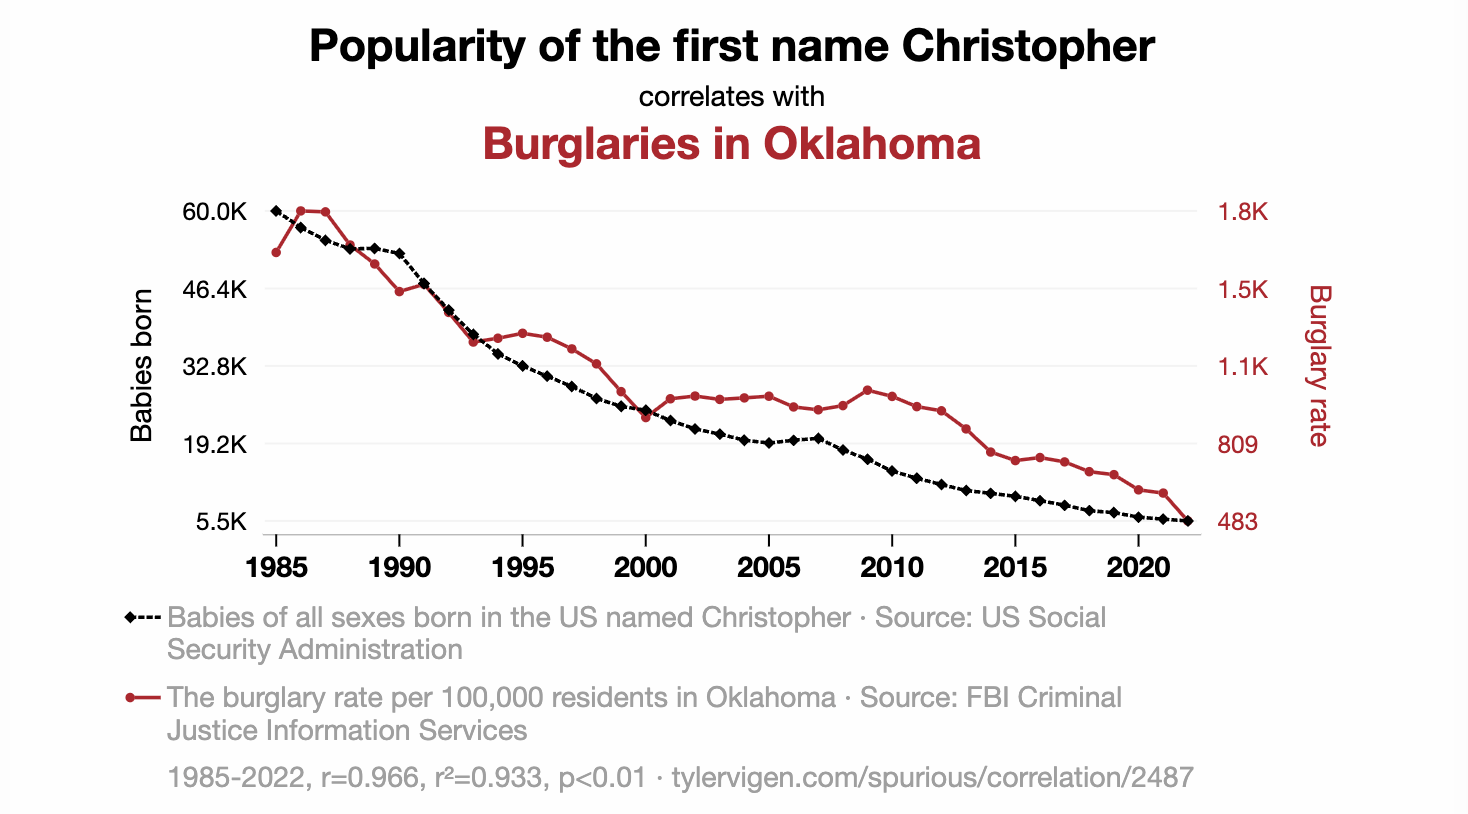 Popularity of the first name Christopher
correlates with
Burglaries in Oklahoma
60.0K
46.4K
32.8K
19.2K
5.5K
Babies born
1.8K
1.5K
1.1K
809
483
Burglary rate
1985 1990 1995 2000 2005 2010 2015 2020
Babies of all sexes born in the US named Christopher · Source: US Social
Security Administration
The burglary rate per 100,000 residents in Oklahoma · Source: FBI Criminal
Justice Information Services
1985-2022, r=0.966, r²=0.933, p<0.01 · tylervigen.com/spurious/correlation/2487